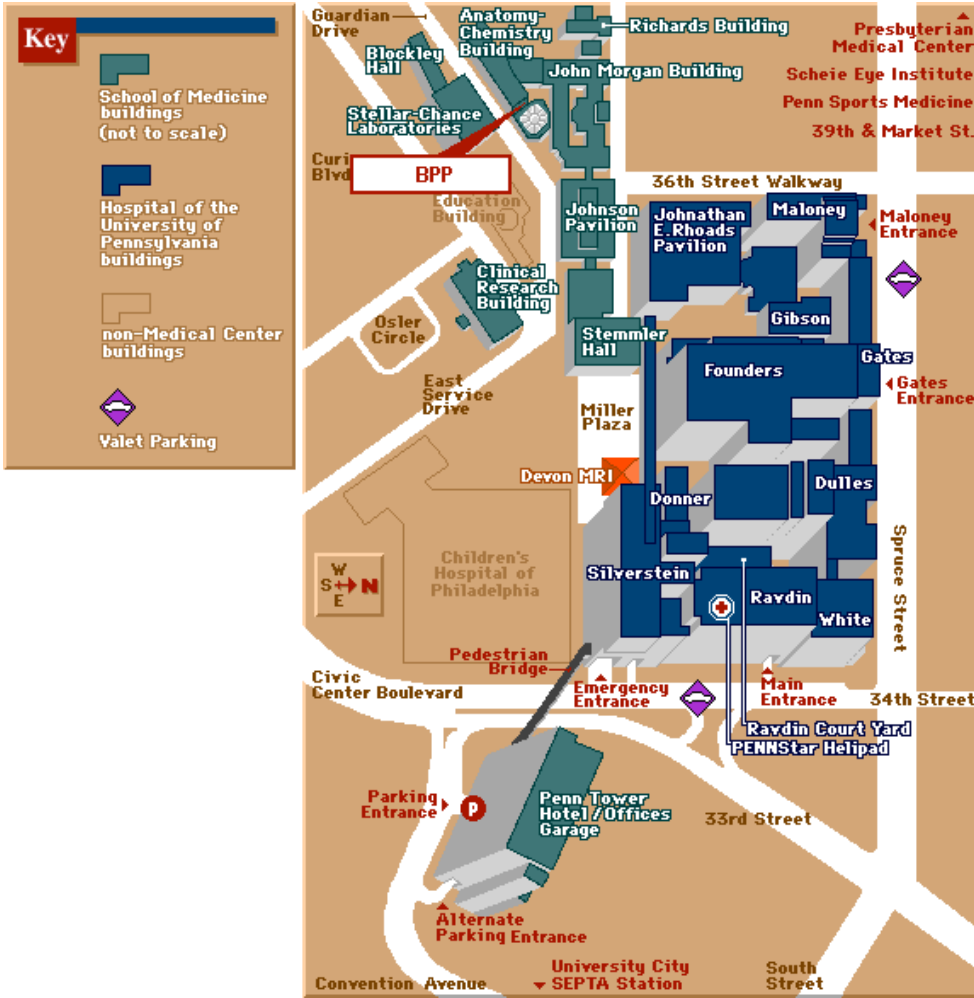 Key
School of Medicine
buildings
(not to scale)
Hospital of the
University of
Pennsylvania
buildings
non-Medical Center
buildings
Valet Parking
Guardian
Drive
Anatomy-
Chemistry
Building
Richards Building
Presbyterian
Medical Center
Scheie Eye Institute
Penn Sports Medicine
39th & Market St.
Blockley
Hall
John Morgan Building
Stellar-Chance
Laboratories
Curi
Blvd
BPP
Education
Building
36th Street Walkway
Johnson
Pavilion
Johnathan
E.Rhoads
Pavilion
Maloney
Maloney
Entrance
Clinical
Research
Building
Osler
Circle
Stemmler
Hall
Gibson
Founders
Gates
Gates
Entrance
East
Service
Drive
Miller
Plaza
Devon MRI
Donner
Dulles
Spruce Street
Children's
Hospital of
Philadelphia
W
S N
E
Silverstein
Ravdin
White
Pedestrian
Bridge
Civic
Center Boulevard
Emergency
Entrance
Main
Entrance
34th Street
Ravdin Court Yard
PENNStar Helipad
Parking
Entrance
P
Penn Tower
Hotel/Offices
Garage
33rd Street
Alternate
Parking Entrance
Convention Avenue
University City
SEPTA Station
South
Street